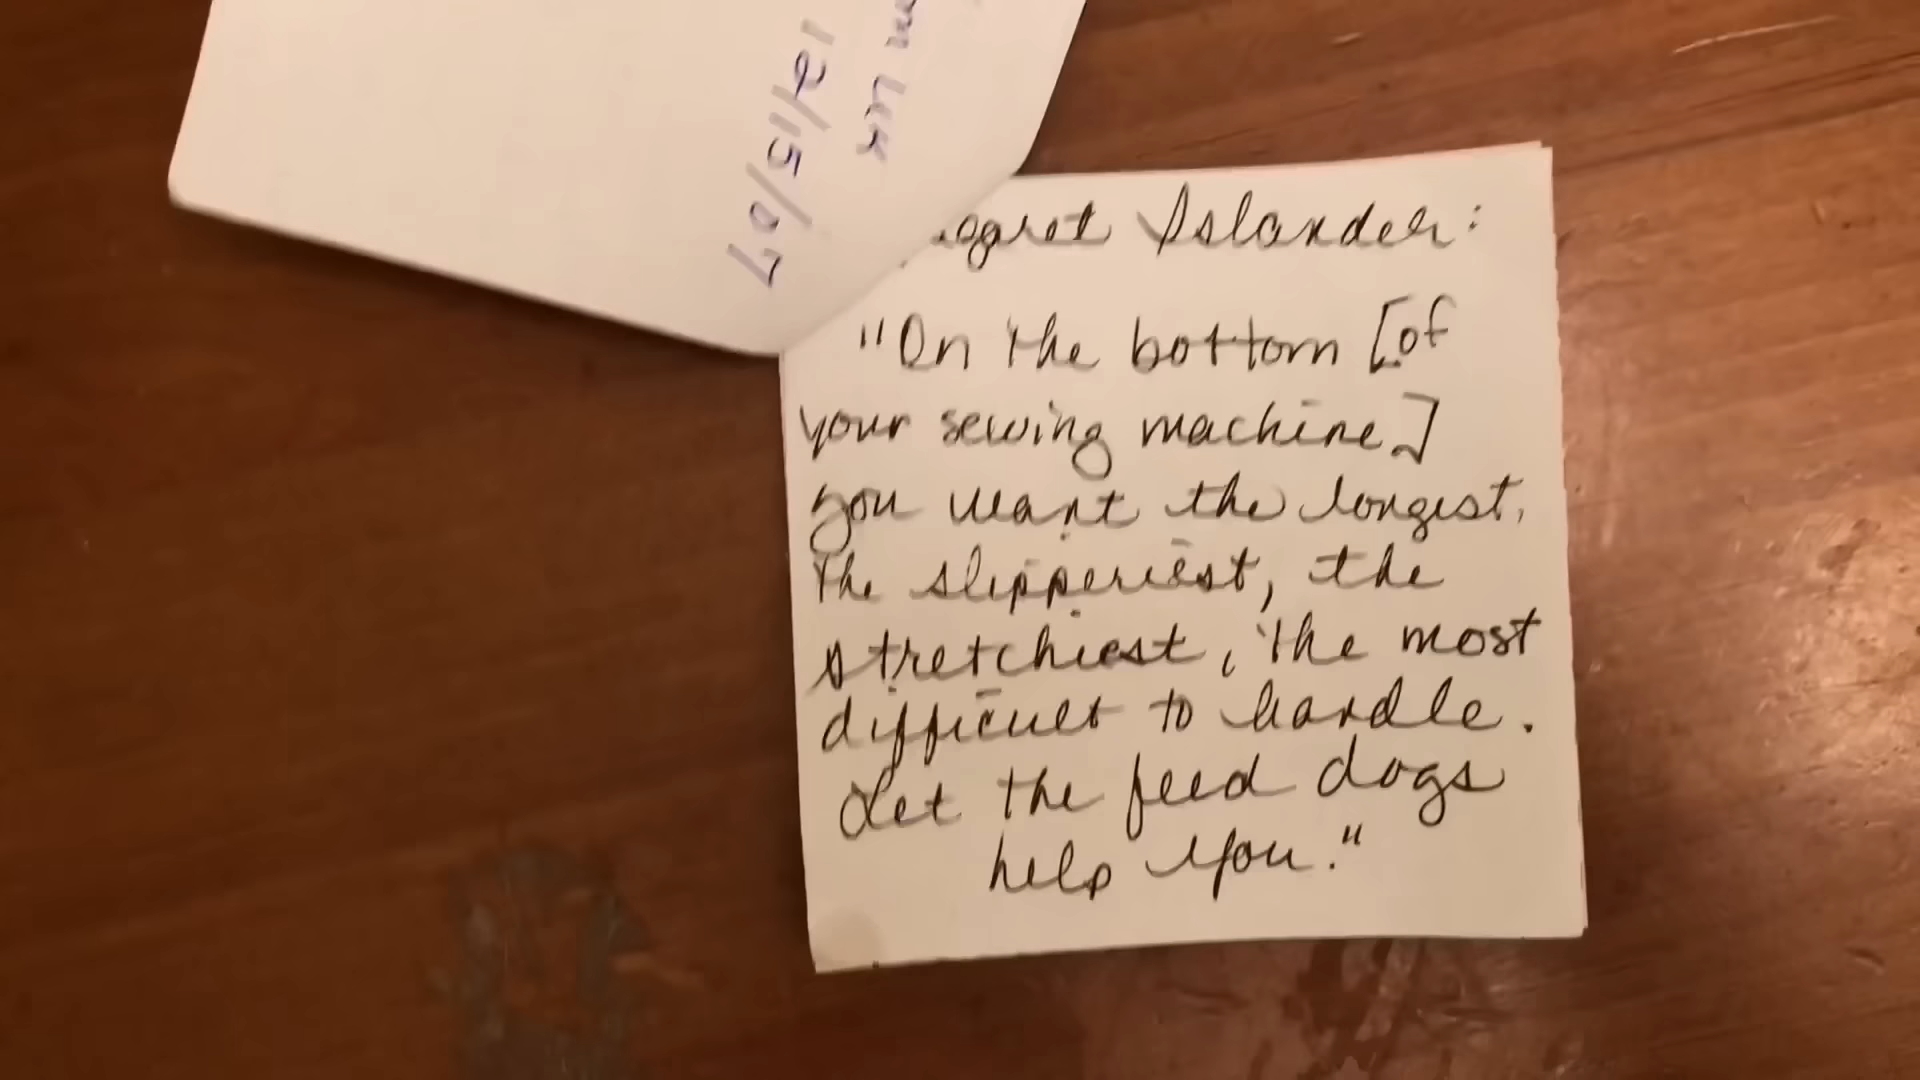 12/15/07
Islander:
"On the bottom [of
your sewing machine]
you want the longest,
the slipperiest, the
stretchiest, the most
difficult to handle.
Let the feed dogs
help you."